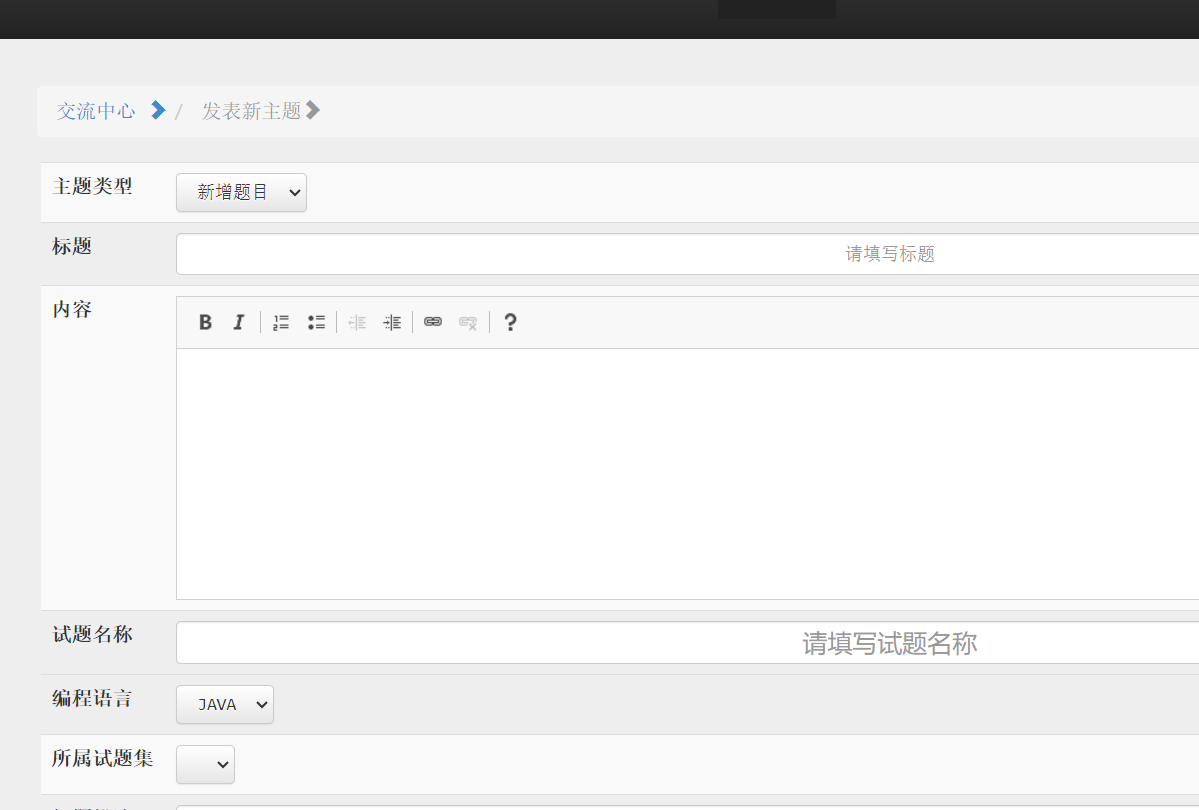 交流中心 / 发表新主题
主题类型 新增题目
标题 请填写标题
内容
B I ?
试题名称 请填写试题名称
编程语言 JAVA
所属试题集